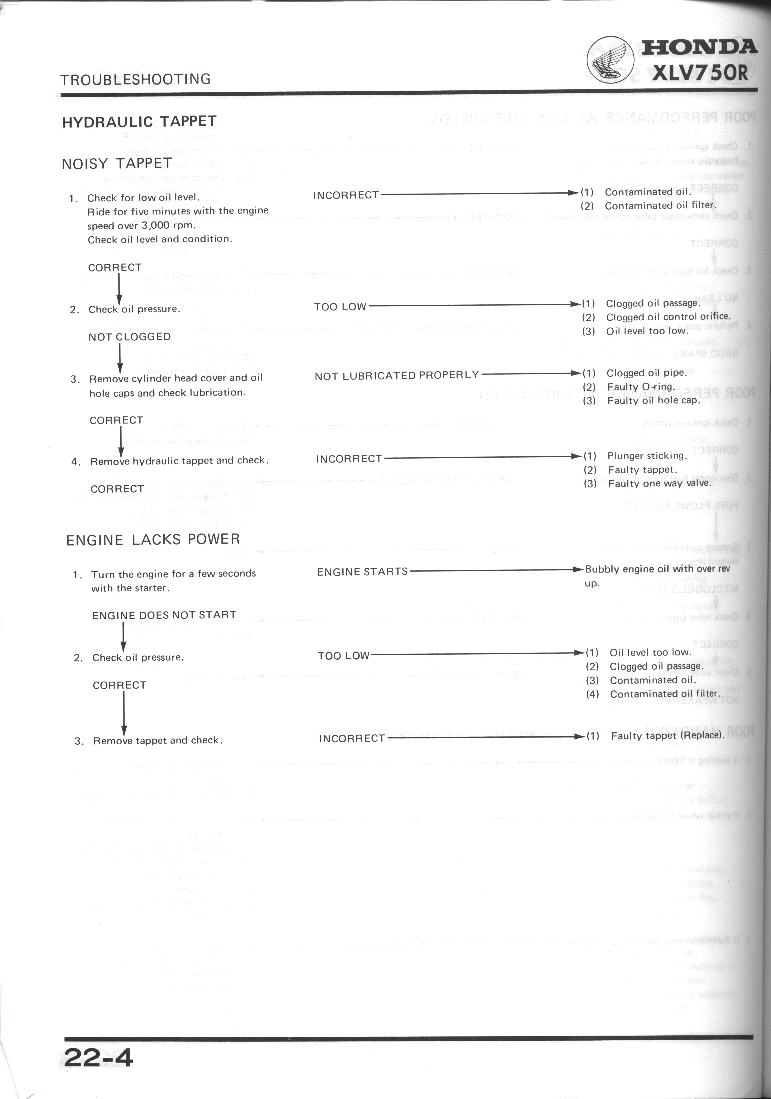 HONDA
TROUBLESHOOTING XLV750R
HYDRAULIC TAPPET
NOISY TAPPET
1. Check for low oil level. INCORRECT (1) Contaminated oil.
Ride for five minutes with the engine (2) Contaminated oil filter.
speed over 3,000 rpm.
Check oil level and condition.
CORRECT
2. Check oil pressure. TOO LOW (1) Clogged oil passage.
(2) Clogged oil control orifice.
(3) Oil level too low.
NOT CLOGGED
3. Remove cylinder head cover and oil NOT LUBRICATED PROPERLY (1) Clogged oil pipe.
hole caps and check lubrication. (2) Faulty O-ring.
(3) Faulty oil hole cap.
CORRECT
4. Remove hydraulic tappet and check. INCORRECT (1) Plunger sticking.
(2) Faulty tappet.
(3) Faulty one way valve.
CORRECT
ENGINE LACKS POWER
1. Turn the engine for a few seconds ENGINE STARTS Bubbly engine oil with over rev
with the starter. up.
ENGINE DOES NOT START
2. Check oil pressure. TOO LOW (1) Oil level too low.
(2) Clogged oil passage.
(3) Contaminated oil.
(4) Contaminated oil filter.
CORRECT
3. Remove tappet and check. INCORRECT (1) Faulty tappet (Replace).
22-4